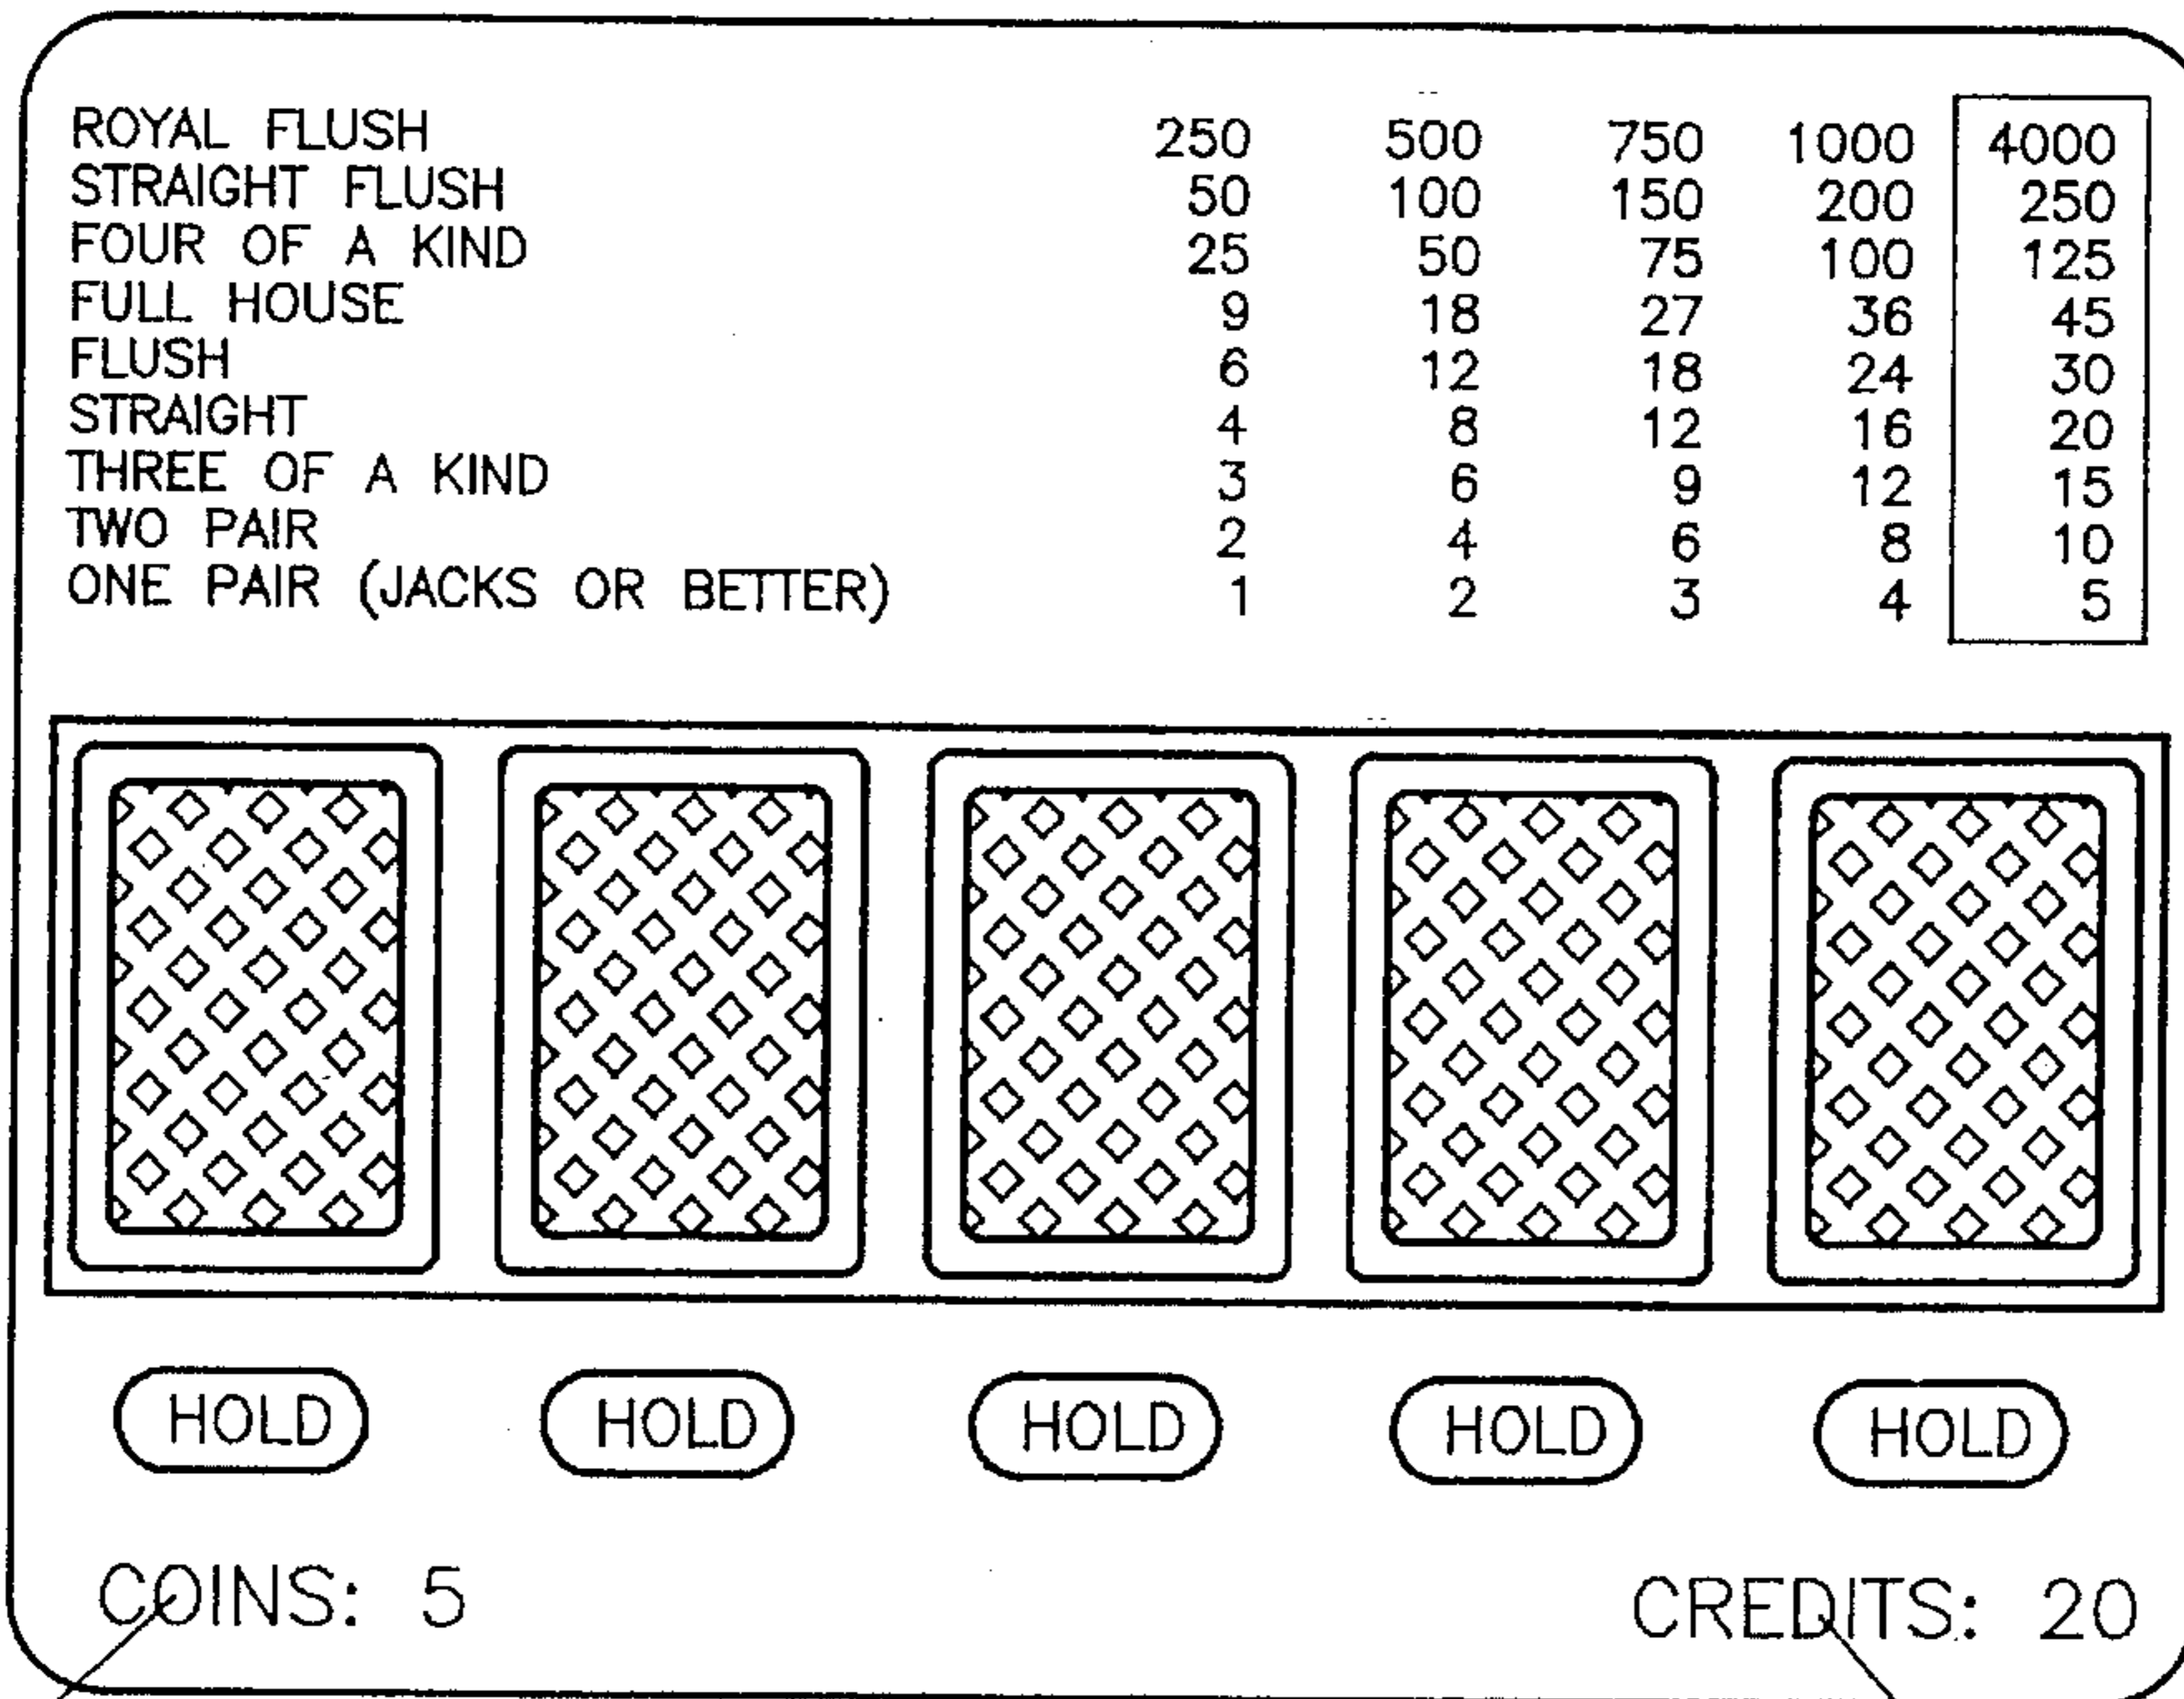 ROYAL FLUSH 250 500 750 1000 4000
STRAIGHT FLUSH 50 100 150 200 250
FOUR OF A KIND 25 50 75 100 125
FULL HOUSE 9 18 27 36 45
FLUSH 6 12 18 24 30
STRAIGHT 4 8 12 16 20
THREE OF A KIND 3 6 9 12 15
TWO PAIR 2 4 6 8 10
ONE PAIR (JACKS OR BETTER) 1 2 3 4 5
HOLD HOLD HOLD HOLD HOLD
COINS: 5 CREDITS: 20